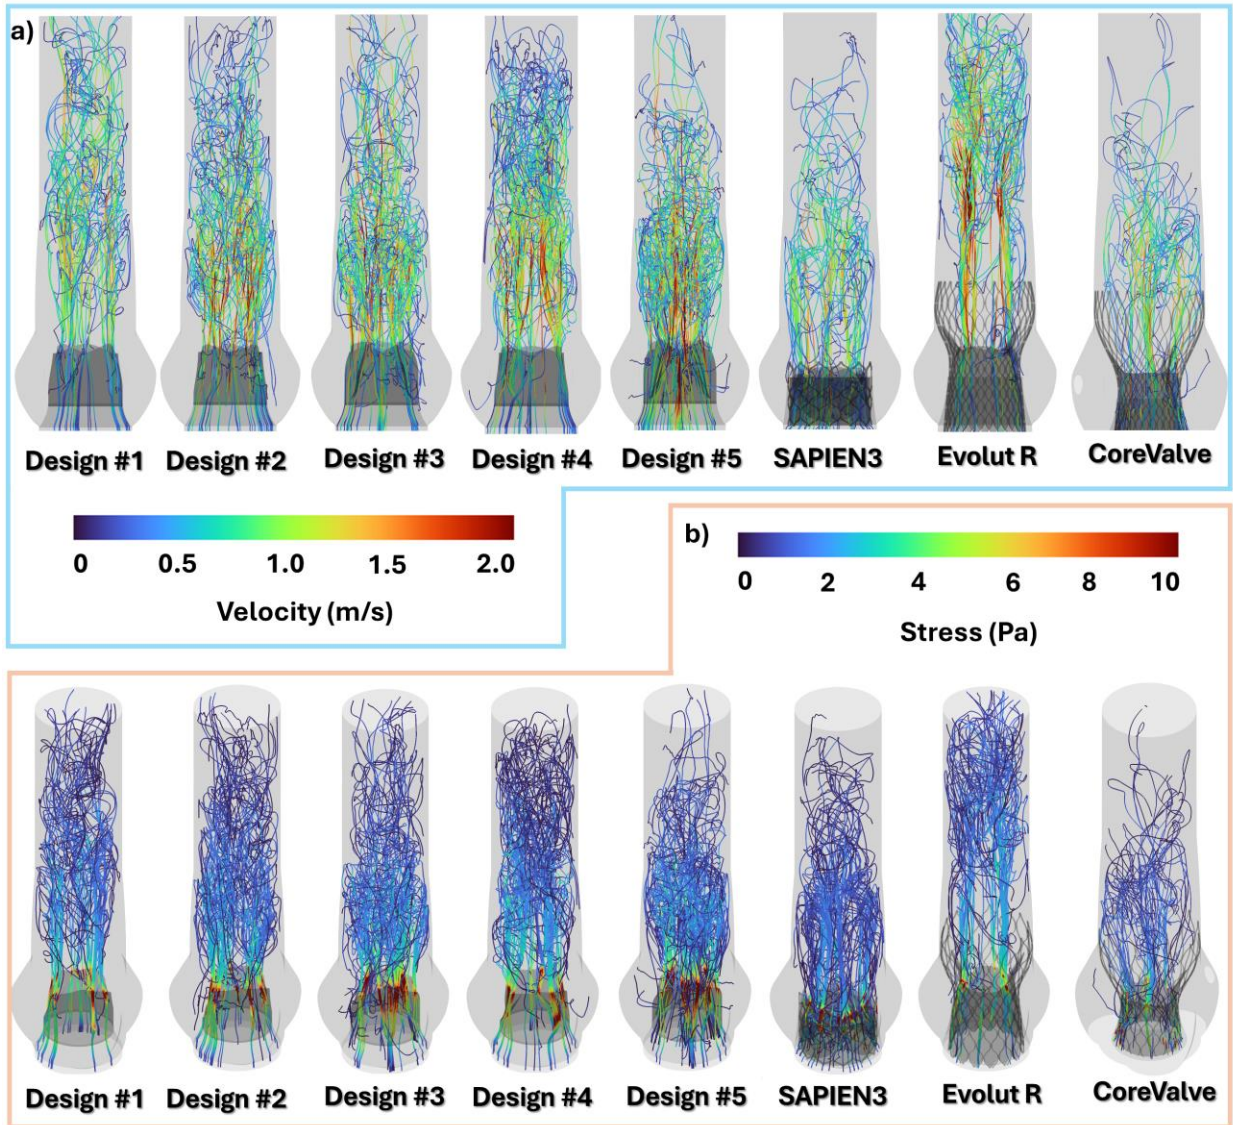 a)
Design #1 Design #2 Design #3 Design #4 Design #5 SAPIEN3 Evolut R CoreValve
0 0.5 1.0 1.5 2.0
Velocity (m/s)
b)
0 2 4 6 8 10
Stress (Pa)
Design #1 Design #2 Design #3 Design #4 Design #5 SAPIEN3 Evolut R CoreValve